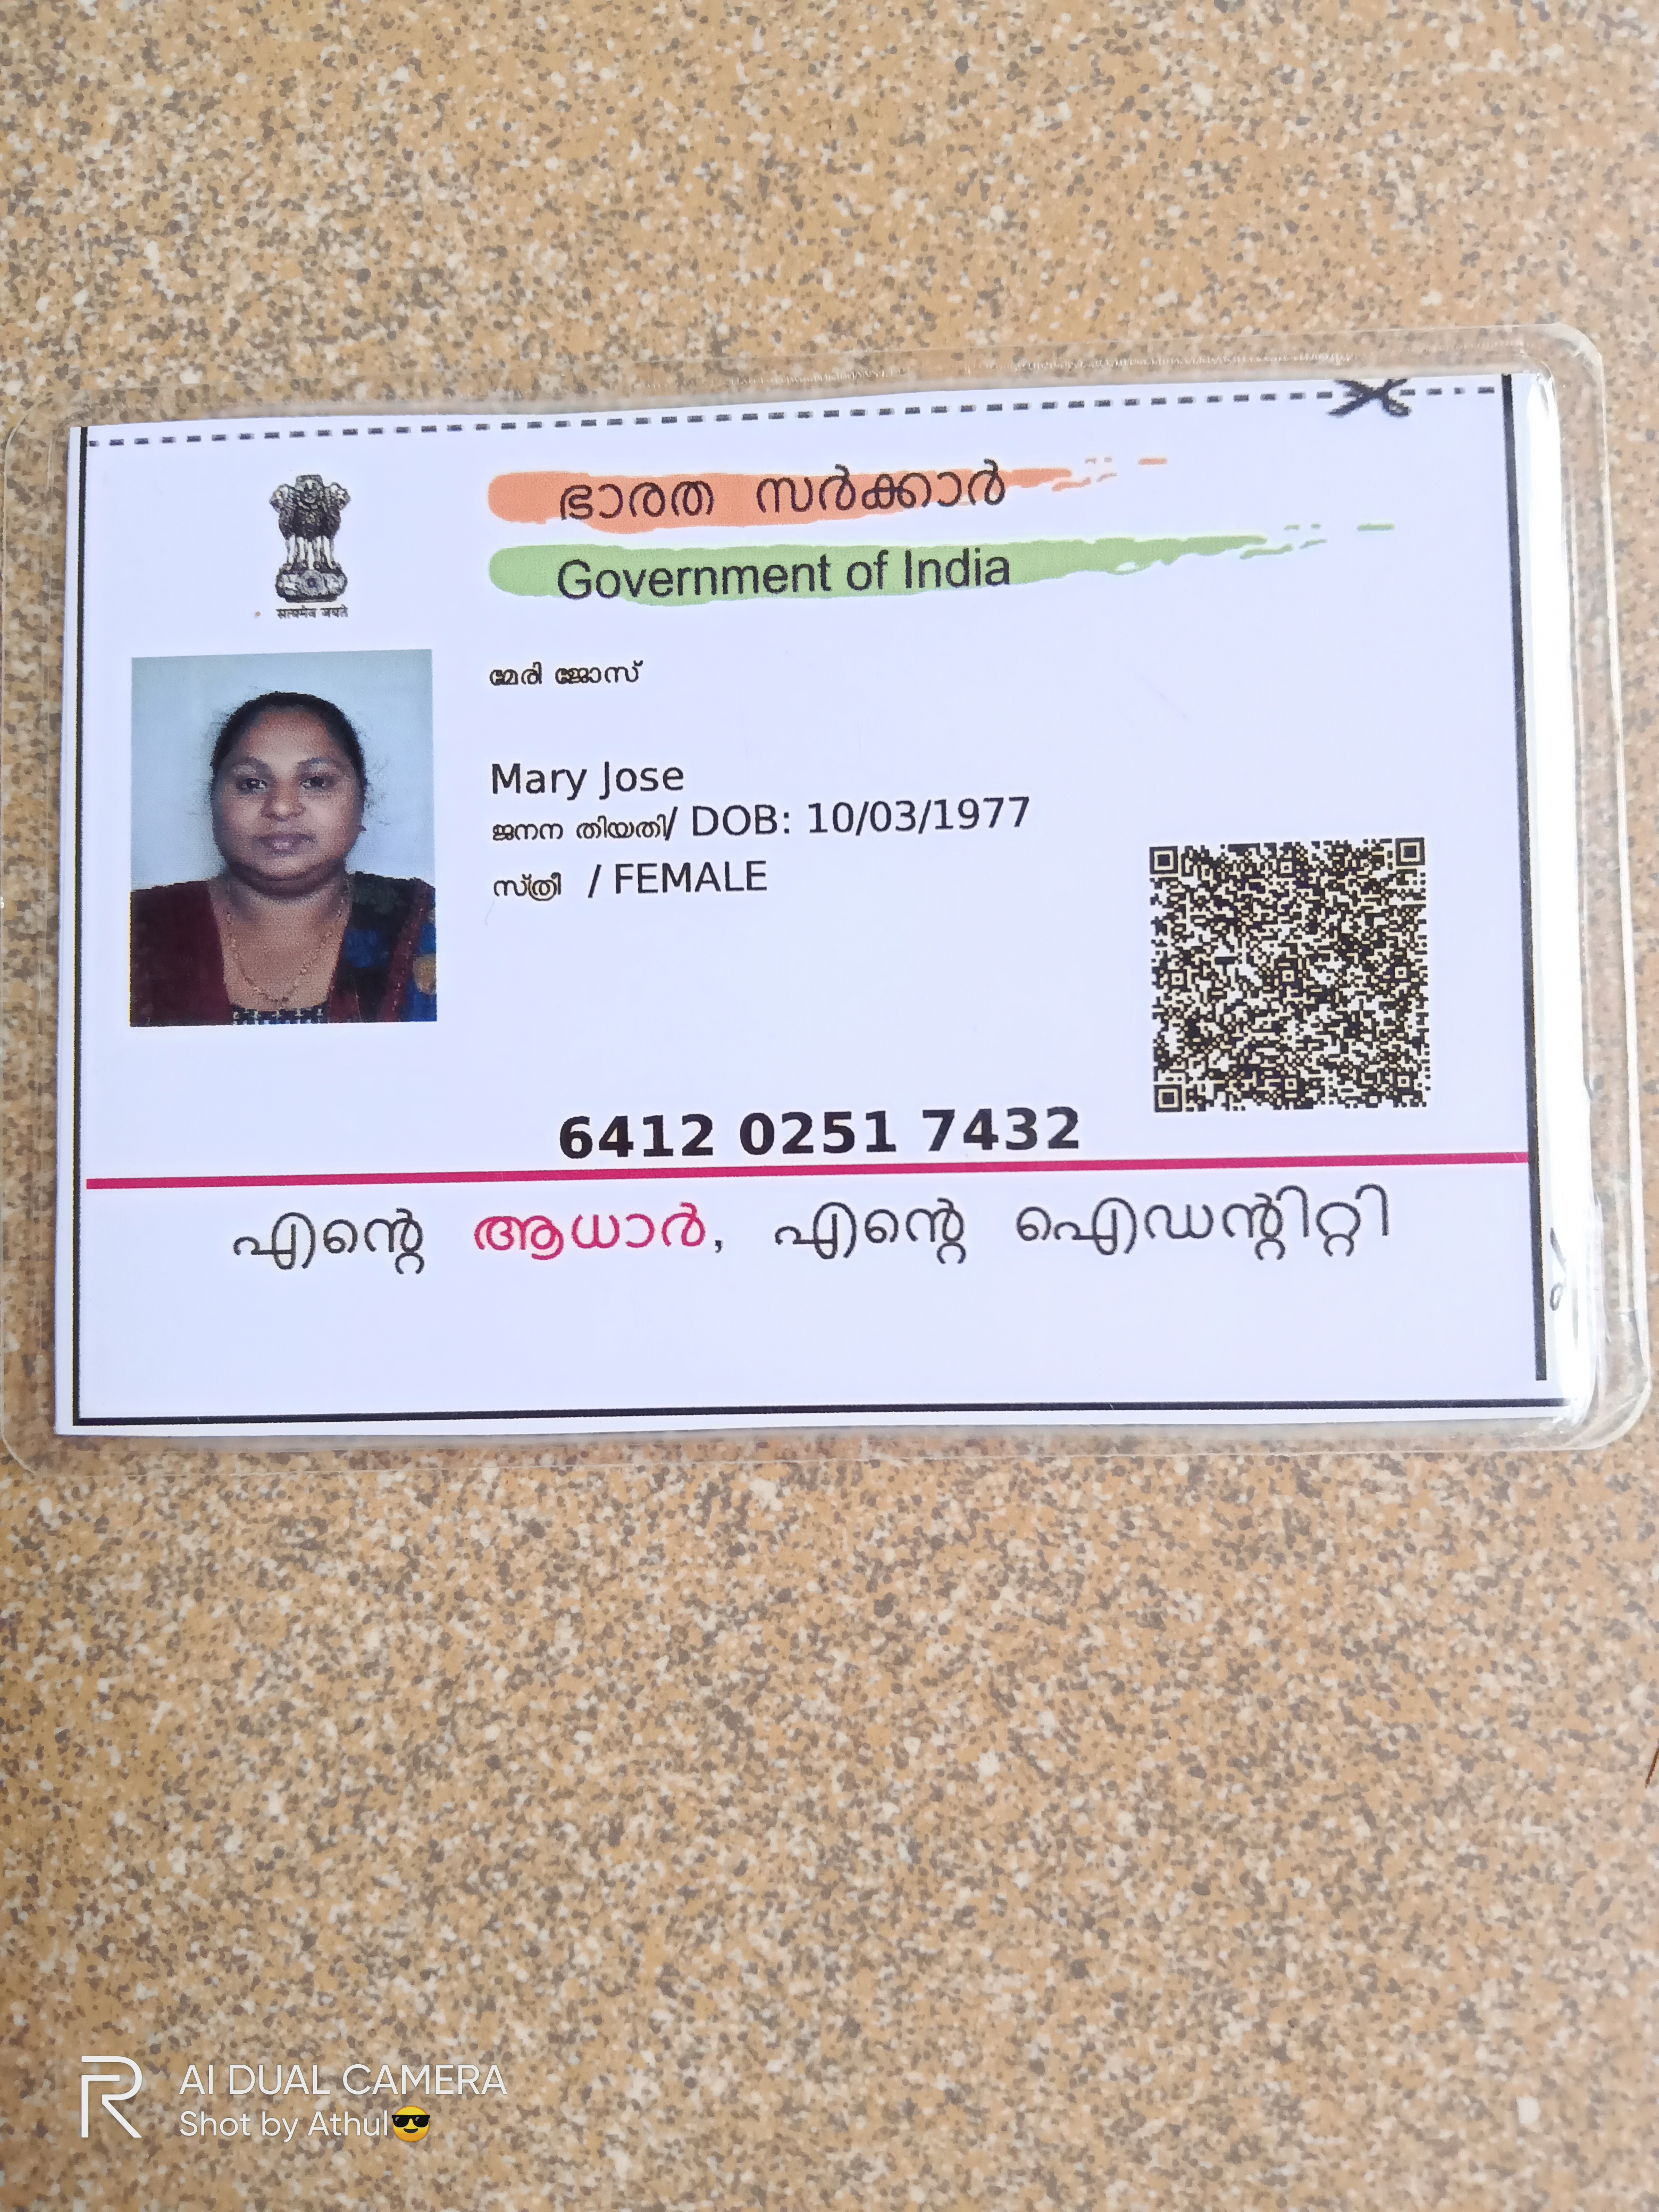 ഭാരത സർക്കാർ
Government of India
सत्यमेव जयते
മേരി ജോസ്
Mary Jose
ജനന തിയതി/ DOB: 10/03/1977
സ്ത്രീ / FEMALE
6412 0251 7432
എന്റെ ആധാർ, എന്റെ ഐഡന്റിറ്റി
AI DUAL CAMERA
Shot by Athul😎